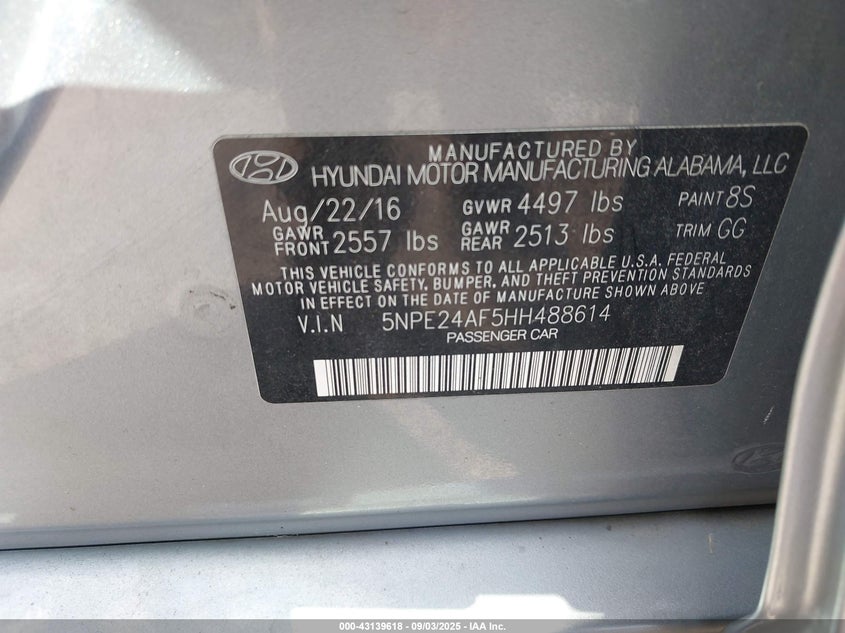 MANUFACTURED BY
HYUNDAI MOTOR MANUFACTURING ALABAMA, LLC
Aug/22/16 GVWR 4497 lbs PAINT 8S
GAWR FRONT 2557 lbs GAWR REAR 2513 lbs TRIM GG
THIS VEHICLE CONFORMS TO ALL APPLICABLE U.S.A. FEDERAL
MOTOR VEHICLE SAFETY, BUMPER, AND THEFT PREVENTION STANDARDS
IN EFFECT ON THE DATE OF MANUFACTURE SHOWN ABOVE
V.I.N 5NPE24AF5HH488614
PASSENGER CAR
000-43139618 - 09/03/2025 - IAA Inc.